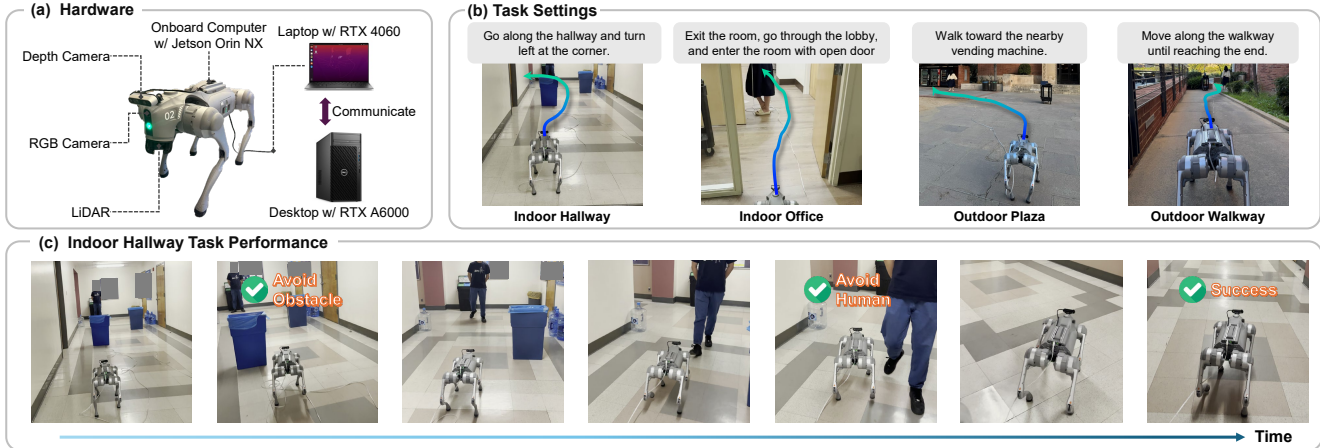 (a) Hardware
Onboard Computer
w/ Jetson Orin NX
Laptop w/ RTX 4060
Depth Camera
Communicate
02
RGB Camera
LiDAR
Desktop w/ RTX A6000
(b) Task Settings
Go along the hallway and turn
left at the corner.
Exit the room, go through the lobby,
and enter the room with open door
Walk toward the nearby
vending machine.
Move along the walkway
until reaching the end.
Indoor Hallway
Indoor Office
Outdoor Plaza
Outdoor Walkway
(c) Indoor Hallway Task Performance
Avoid
Obstacle
Avoid
Human
Success
Time